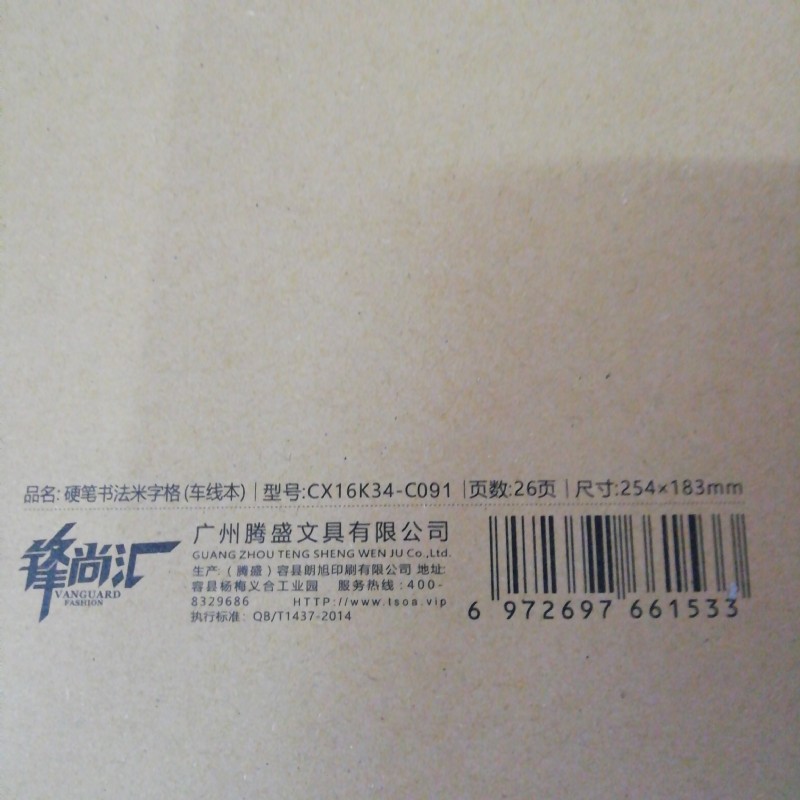 品名: 硬笔书法米字格(车线本) | 型号:CX16K34-C091 | 页数:26页 | 尺寸:254×183mm
锋尚汇
VANGUARD
FASHION
广州腾盛文具有限公司
GUANG ZHOU TENG SHENG WEN JU Co.,Ltd.
生产:(腾盛)容县朗旭印刷有限公司 地址:
容县杨梅义合工业园 服务热线:400-
8329686 HTTP://www.tsoa.vip
执行标准: QB/T1437-2014
6 972697 661533